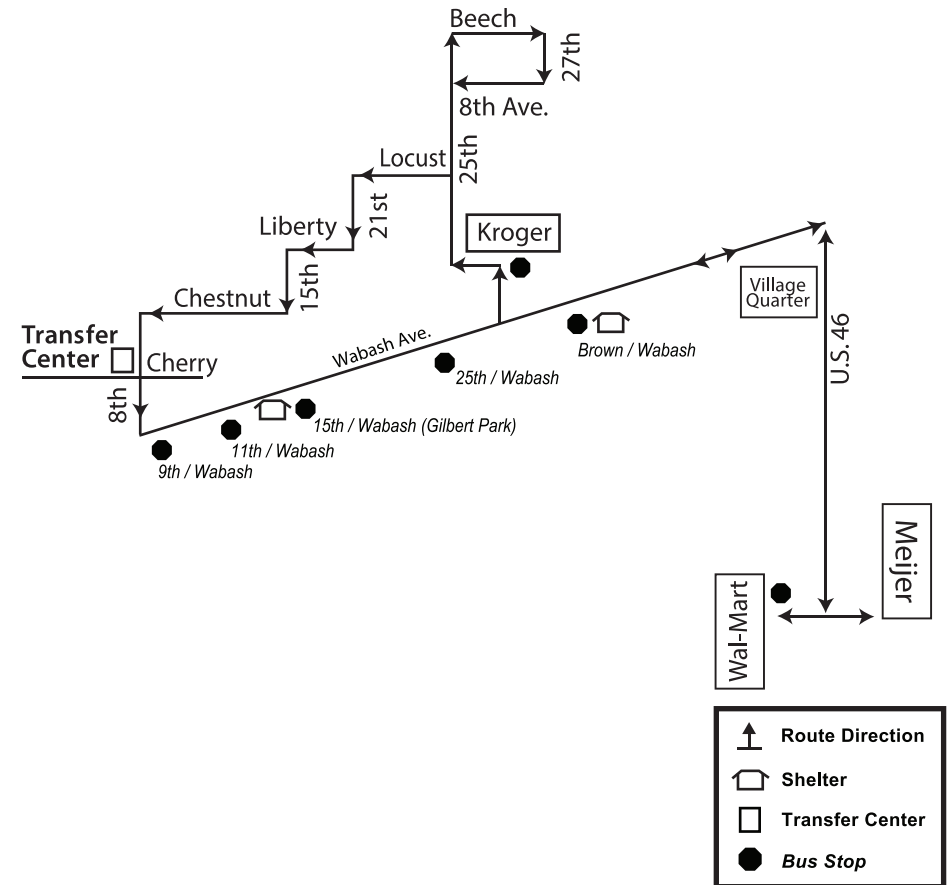 Beech
27th
8th Ave.
25th
Locust
21st
Liberty
Kroger
15th
Chestnut
Village
Quarter
Transfer
Center
Cherry
Wabash Ave.
Brown / Wabash
U.S. 46
8th
25th / Wabash
15th / Wabash (Gilbert Park)
11th / Wabash
9th / Wabash
Meijer
Wal-Mart
Route Direction
Shelter
Transfer Center
Bus Stop